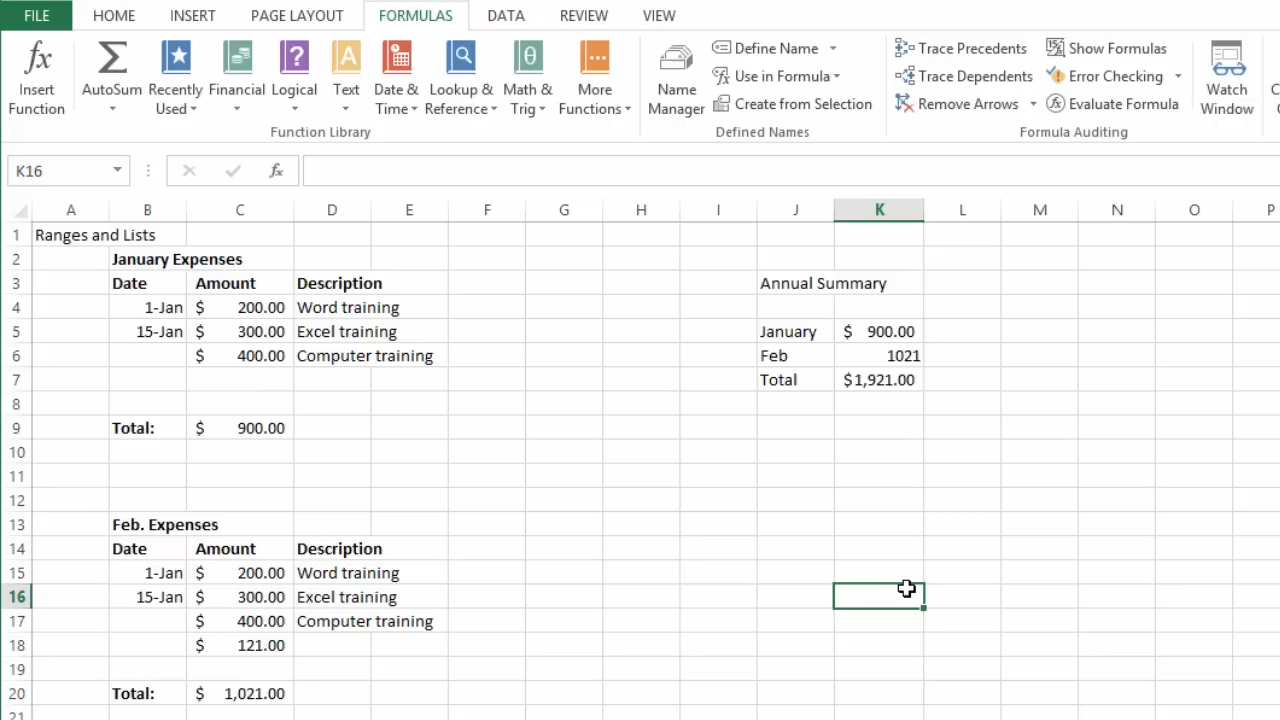 FILE HOME INSERT PAGE LAYOUT FORMULAS DATA REVIEW VIEW
fx Σ ? A θ ...
Insert Function AutoSum Recently Used Financial Logical Text Date & Time Lookup & Reference Math & Trig More Functions
Function Library
Name Manager
Define Name
Use in Formula
Create from Selection
Defined Names
Trace Precedents Show Formulas
Trace Dependents Error Checking
Remove Arrows Evaluate Formula
Formula Auditing
Watch Window
K16 fx
A B C D E F G H I J K L M N O P
1 Ranges and Lists
2 January Expenses
3 Date Amount Description Annual Summary
4 1-Jan $ 200.00 Word training
5 15-Jan $ 300.00 Excel training January $ 900.00
6 $ 400.00 Computer training Feb 1021
7 Total $1,921.00
8
9 Total: $ 900.00
10
11
12
13 Feb. Expenses
14 Date Amount Description
15 1-Jan $ 200.00 Word training
16 15-Jan $ 300.00 Excel training
17 $ 400.00 Computer training
18 $ 121.00
19
20 Total: $ 1,021.00
21